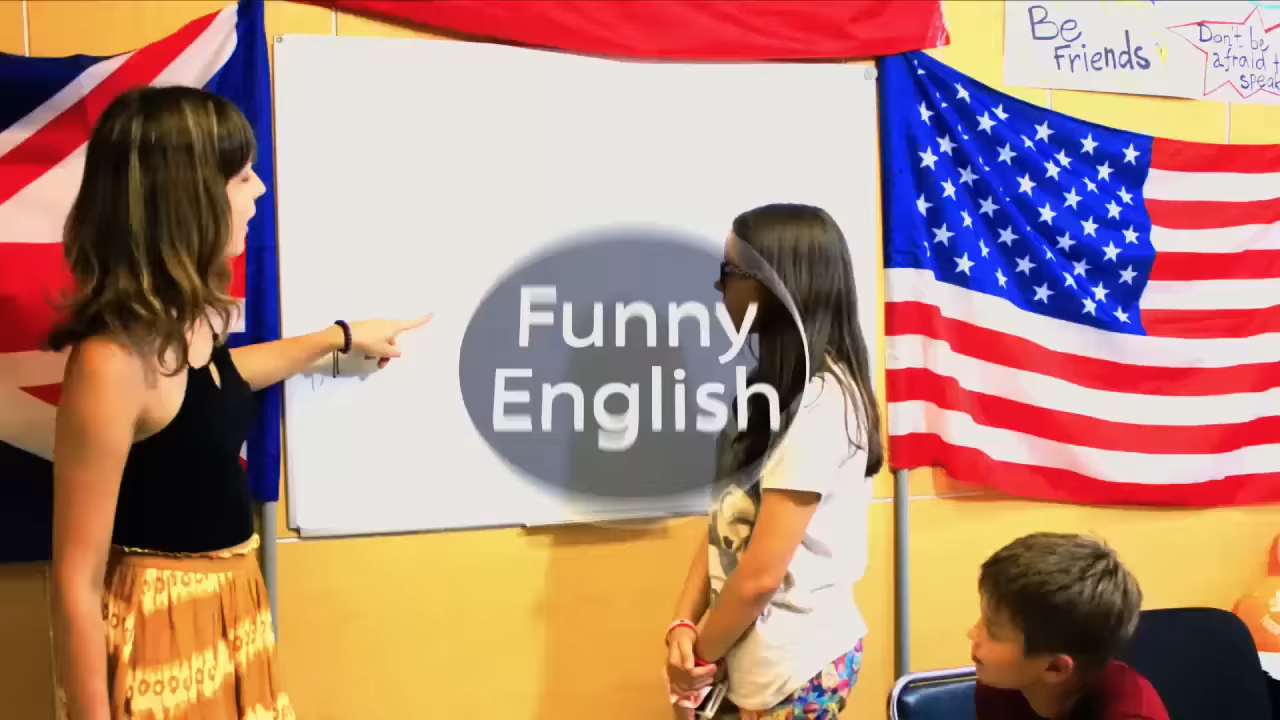 Be
Friends
Don't be
afraid t
speak
Funny
English